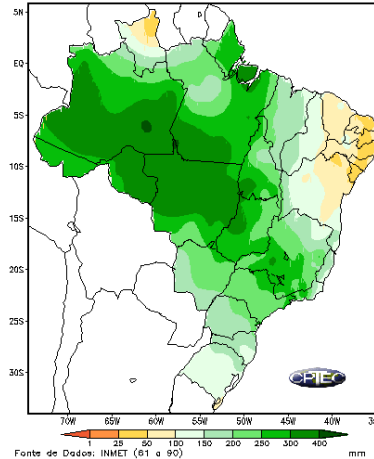 5N
EQ
5S
10S
15S
20S
25S
30S
CPTEC
70W 65W 60W 55W 50W 45W 40W 35
1 25 50 100 150 200 250 300 400
Fonte de Dados: INMET (61 a 90) mm